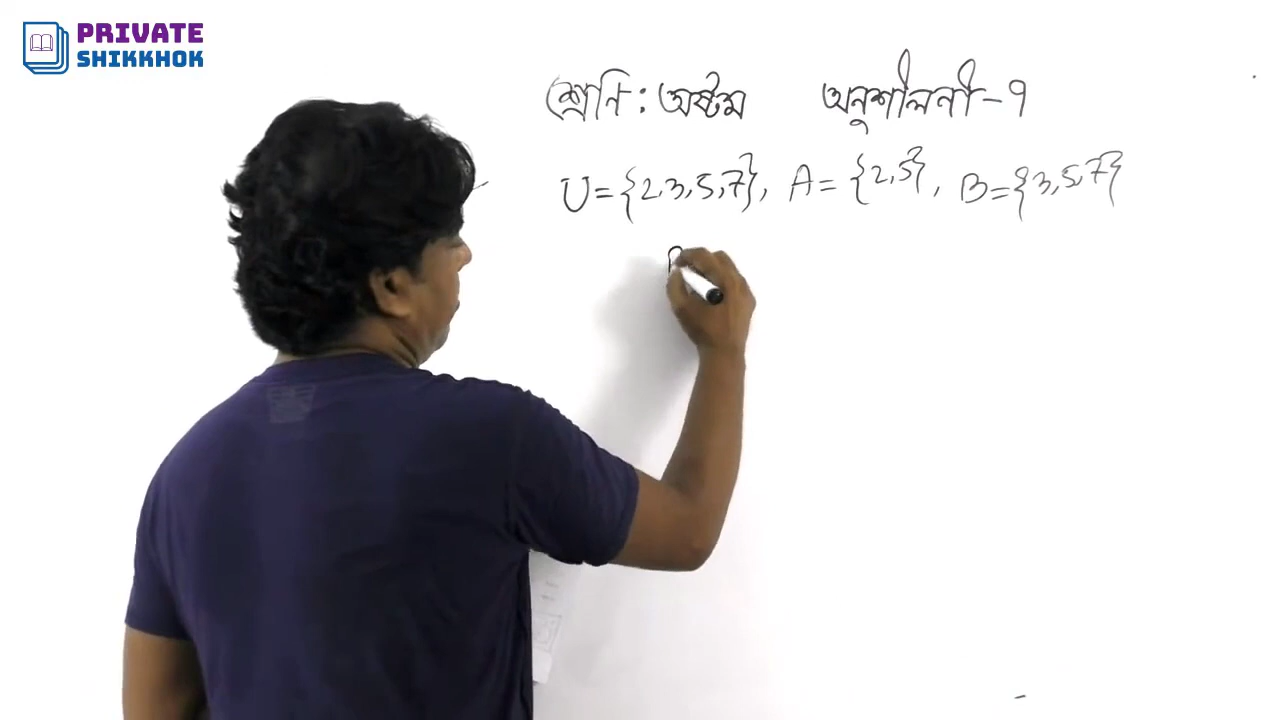 PRIVATE
SHIKKHOK
শ্রেণি : অষ্টম অনুশীলনী - ৭
U = {2,3,5,7}, A = {2,5}, B = {3,5,7}